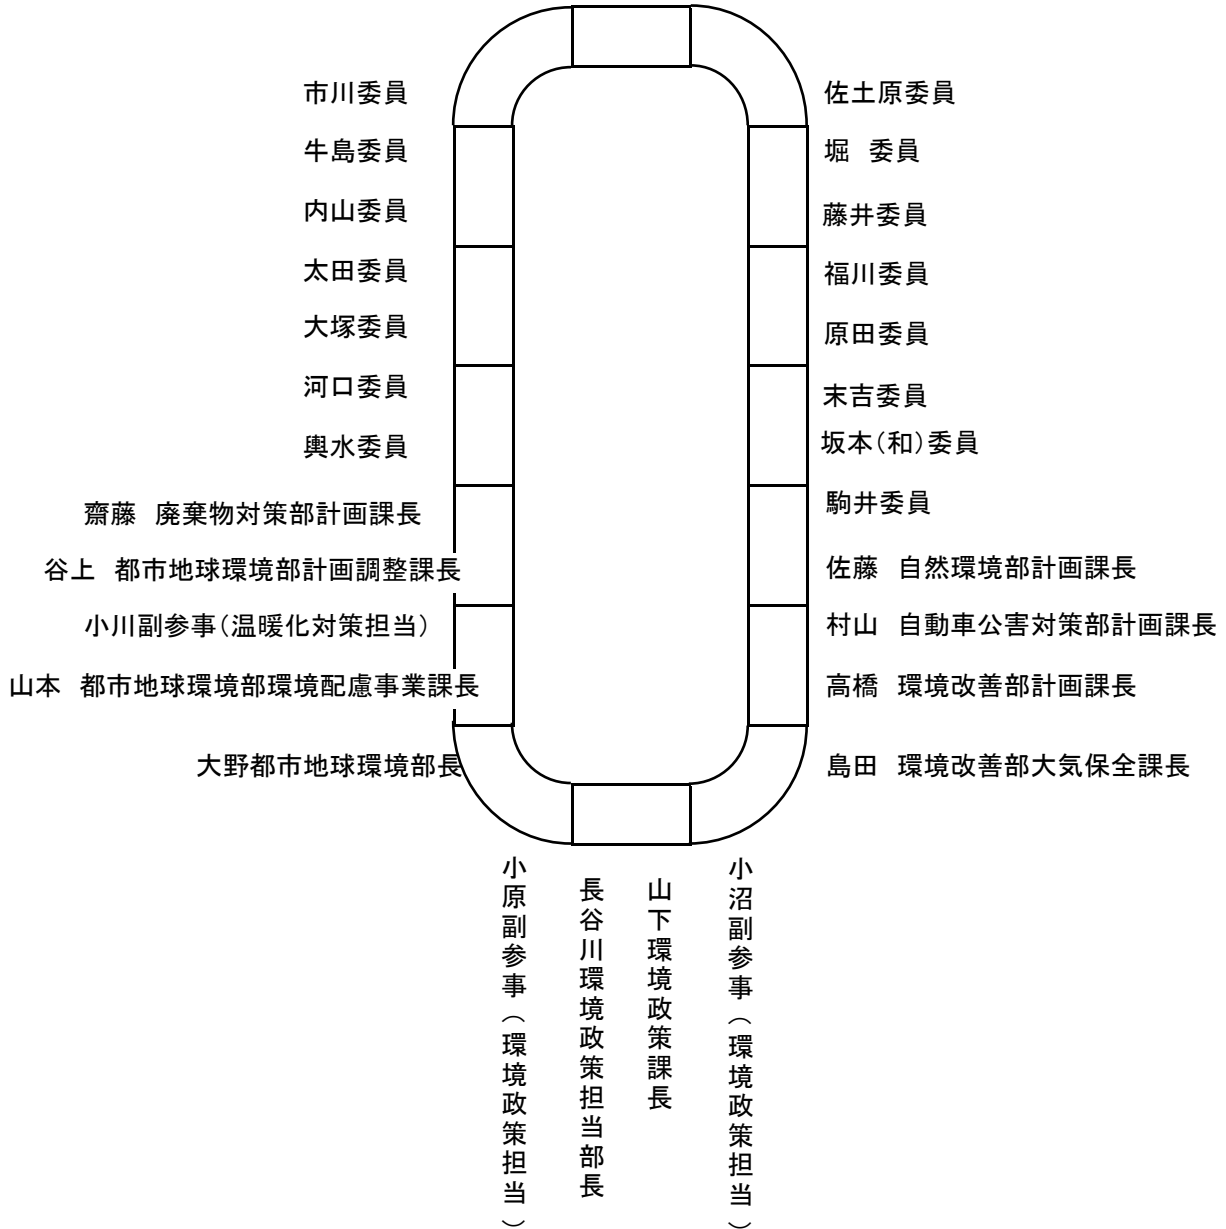 市川委員
牛島委員
内山委員
太田委員
大塚委員
河口委員
輿水委員
齋藤　廃棄物対策部計画課長
谷上　都市地球環境部計画調整課長
小川副参事（温暖化対策担当）
山本　都市地球環境部環境配慮事業課長
大野都市地球環境部長
佐土原委員
堀　委員
藤井委員
福川委員
原田委員
末吉委員
坂本（和）委員
駒井委員
佐藤　自然環境部計画課長
村山　自動車公害対策部計画課長
高橋　環境改善部計画課長
島田　環境改善部大気保全課長
小原副参事（環境政策担当）
長谷川環境政策担当部長
山下環境政策課長
小沼副参事（環境政策担当）